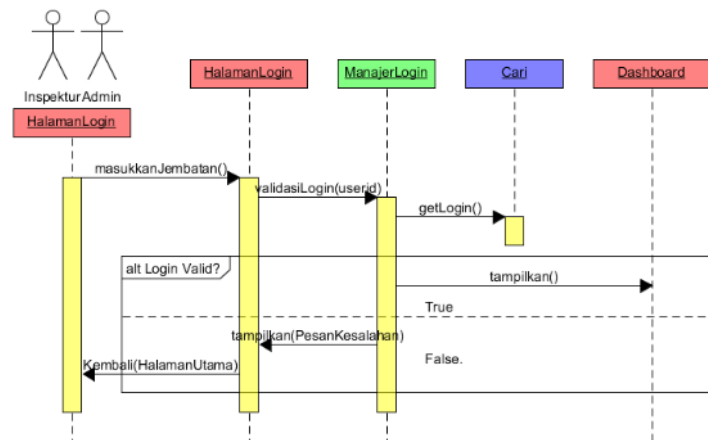 HalamanLogin
ManajerLogin
Cari
Dashboard
Inspektur Admin
HalamanLogin
masukkanJembatan()
validasiLogin(userid)
getLogin()
alt Login Valid?
tampilkan()
True
tampilkan(PesanKesalahan)
False.
Kembali(HalamanUtama)